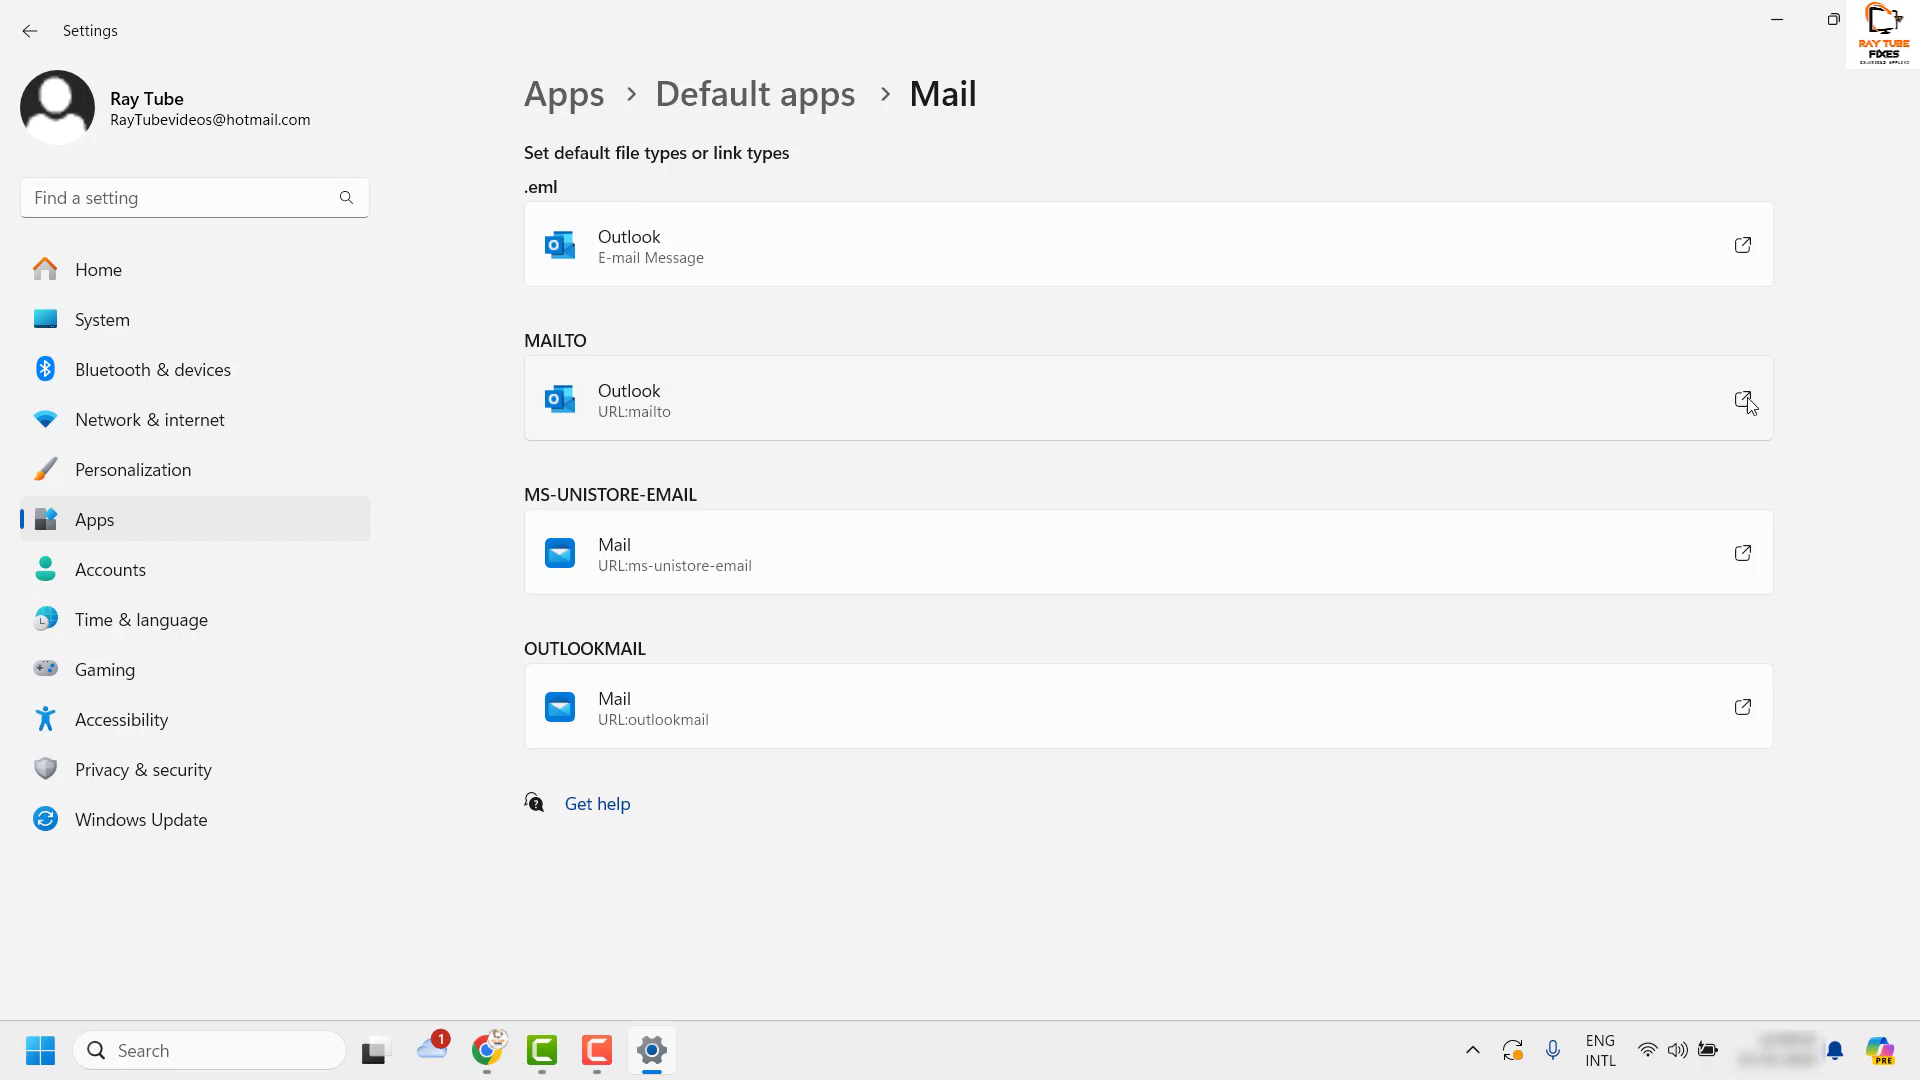 Settings
RAY TUBE
FIXES
Ray Tube
RayTubevideos@hotmail.com
Find a setting
Home
System
Bluetooth & devices
Network & internet
Personalization
Apps
Accounts
Time & language
Gaming
Accessibility
Privacy & security
Windows Update
Apps > Default apps > Mail
Set default file types or link types
.eml
Outlook
E-mail Message
MAILTO
Outlook
URL:mailto
MS-UNISTORE-EMAIL
Mail
URL:ms-unistore-email
OUTLOOKMAIL
Mail
URL:outlookmail
Get help
Search
1
ENG
INTL
PRE